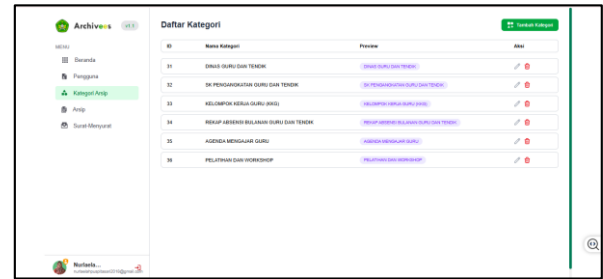 Archivees v1.1
MENU
Beranda
Pengguna
Kategori Arsip
Arsip
Surat-Menyurat
Nurlaela...
Daftar Kategori
Tambah Kategori
ID Nama Kategori Preview Aksi
31 DINAS GURU DAN TENDIK DINAS GURU DAN TENDIK
32 SK PENGANGKATAN GURU DAN TENDIK SK PENGANGKATAN GURU DAN TENDIK
33 KELOMPOK KERJA GURU (KKG) KELOMPOK KERJA GURU (KKG)
34 REKAP ABSENSI BULANAN GURU DAN TENDIK REKAP ABSENSI BULANAN GURU DAN TENDIK
35 AGENDA MENGAJAR GURU AGENDA MENGAJAR GURU
36 PELATIHAN DAN WORKSHOP PELATIHAN DAN WORKSHOP